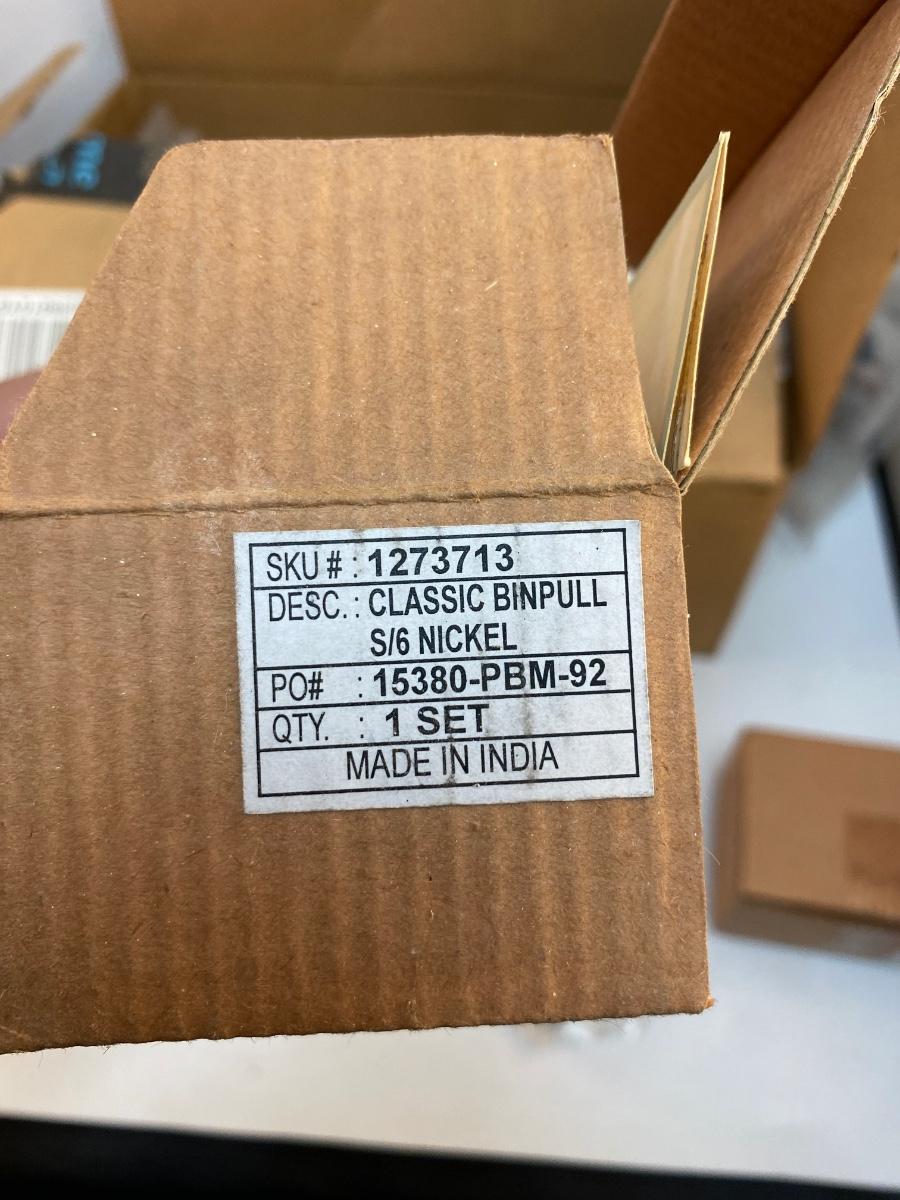 SKU # : 1273713
DESC. : CLASSIC BINPULL
S/6 NICKEL
PO# : 15380-PBM-92
QTY. : 1 SET
MADE IN INDIA